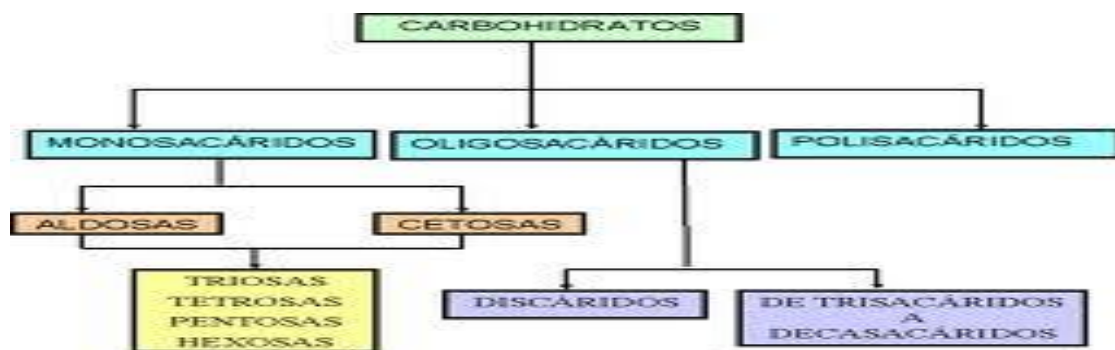 CARBOHIDRATOS
MONOSACÁRIDOS
OLIGOSACÁRIDOS
POLISACÁRIDOS
ALDOSAS
CETOSAS
TRIOSAS
TETROSAS
PENTOSAS
HEXOSAS
DISCÁRIDOS
DE TRISACÁRIDOS
A
DECASACÁRIDOS